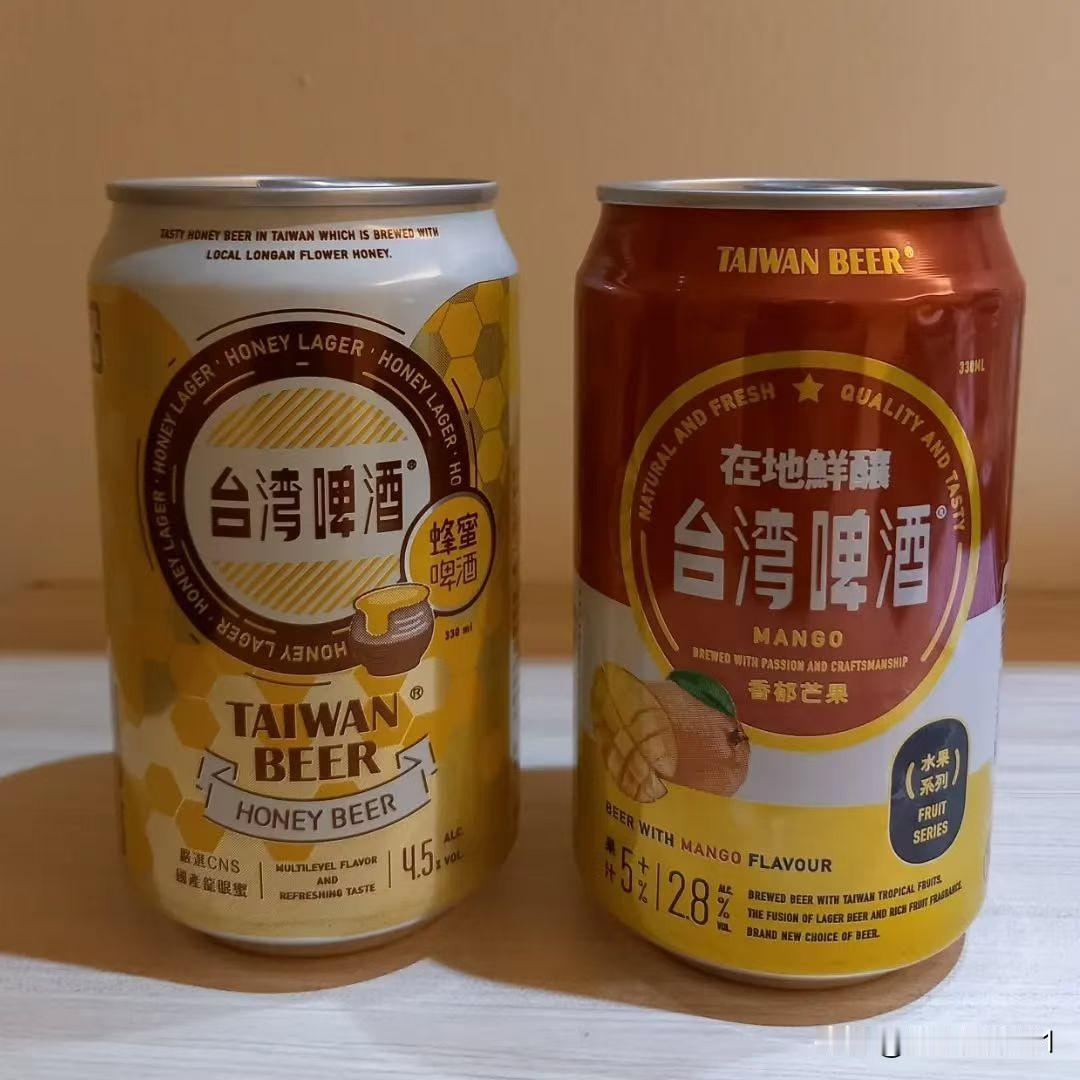 TASTY HONEY BEER IN TAIWAN WHICH IS BREWED WITH
LOCAL LONGAN FLOWER HONEY.
HONEY LAGER · HONEY LAGER · HONEY LAGER · HONEY LAGER · HONEY LAGER · HO
台湾啤酒®
蜂蜜
啤酒
330 ml
TAIWAN®
BEER
HONEY BEER
嚴選CNS
國產龍眼蜜
MULTILEVEL FLAVOR
AND
REFRESHING TASTE
4.5% ALC. VOL.
TAIWAN BEER®
330ML
NATURAL AND FRESH ★ QUALITY AND TASTY
在地鮮釀
台湾啤酒®
MANGO
BREWED WITH PASSION AND CRAFTSMANSHIP
香郁芒果
(水果
系列)
FRUIT
SERIES
BEER WITH MANGO FLAVOUR
果汁5+%
2.8% ALC. VOL.
BREWED BEER WITH TAIWAN TROPICAL FRUITS.
THE FUSION OF LAGER BEER AND RICH FRUIT FRAGRANCE.
BRAND NEW CHOICE OF BEER.